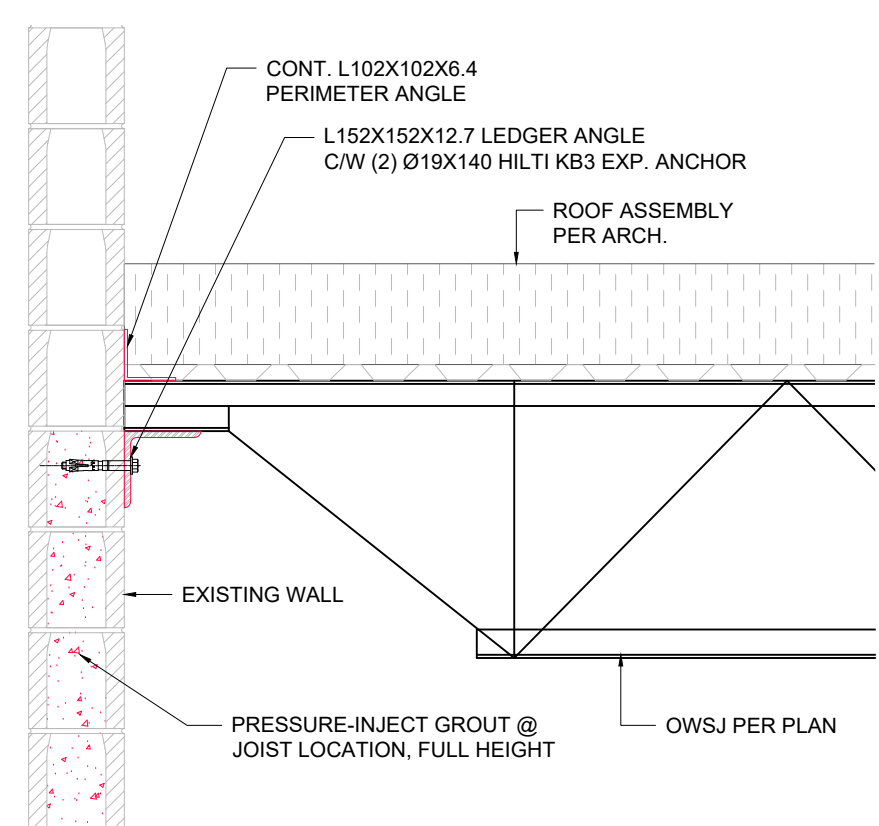 CONT. L102X102X6.4
PERIMETER ANGLE
L152X152X12.7 LEDGER ANGLE
C/W (2) Ø19X140 HILTI KB3 EXP. ANCHOR
ROOF ASSEMBLY
PER ARCH.
EXISTING WALL
PRESSURE-INJECT GROUT @
JOIST LOCATION, FULL HEIGHT
OWSJ PER PLAN